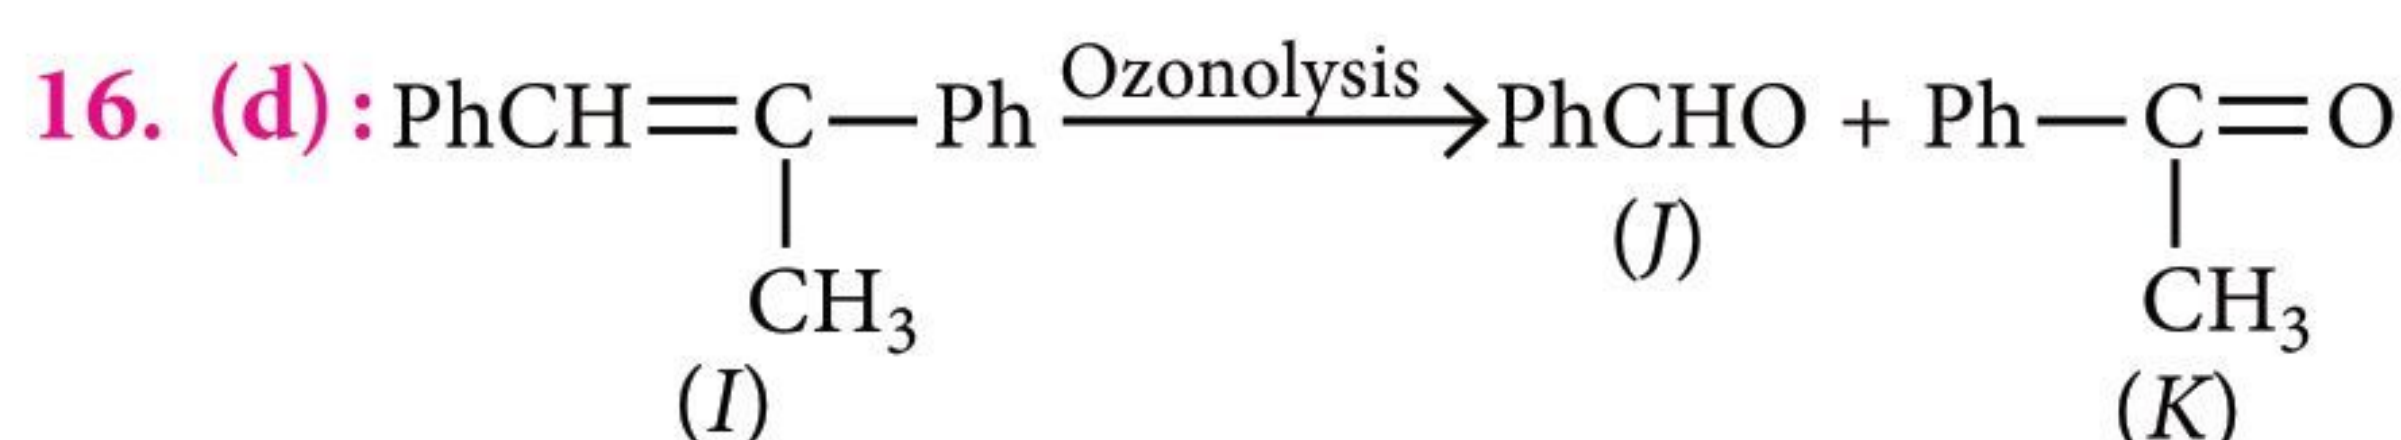 16. (d): PhCH=C—Ph Ozonolysis→ PhCHO + Ph—C=O
CH₃ (J) CH₃
(I) (K)